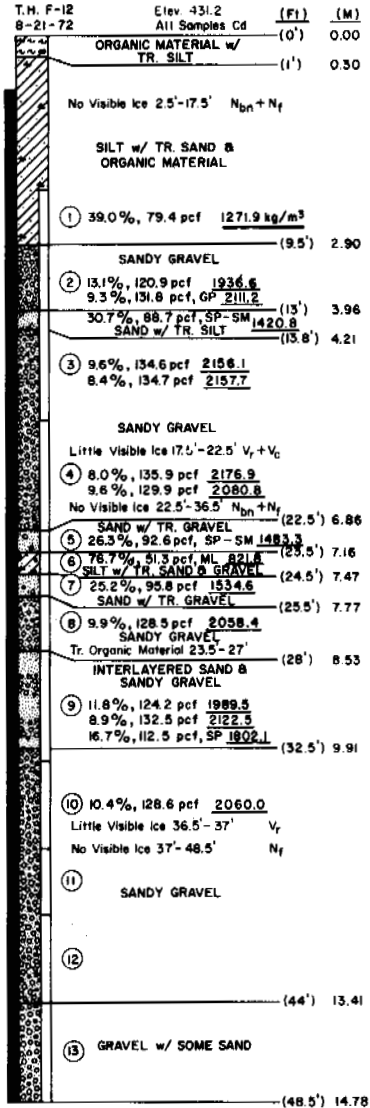 T.H. F-12 Elev. 431.2 (Ft) (M)
8-21-72 All Samples Cd
(0') 0.00
ORGANIC MATERIAL w/
TR. SILT
(1') 0.30
No Visible Ice 2.5'-17.5' Nbn + Nf
SILT w/ TR. SAND &
ORGANIC MATERIAL
1 39.0%, 79.4 pcf 1271.9 kg/m³
(9.5') 2.90
SANDY GRAVEL
2 13.1%, 120.9 pcf 1936.6
9.3%, 131.8 pcf, GP 2111.2
(13') 3.96
30.7%, 88.7 pcf, SP-SM 1420.8
SAND w/ TR. SILT
(13.8') 4.21
3 9.6%, 134.6 pcf 2156.1
8.4%, 134.7 pcf 2157.7
SANDY GRAVEL
Little Visible Ice 17.5'-22.5' Vr + Vc
4 8.0%, 135.9 pcf 2176.9
9.6%, 129.9 pcf 2080.8
No Visible Ice 22.5'-36.5' Nbn + Nf
(22.5') 6.86
SAND w/ TR. GRAVEL
5 26.3%, 92.6 pcf, SP-SM 1483.3
(23.5') 7.16
6 76.7%, 51.3 pcf, ML 821.8
SILT w/ TR. SAND & GRAVEL
(24.5') 7.47
7 25.2%, 95.8 pcf 1534.6
SAND w/ TR. GRAVEL
(25.5') 7.77
8 9.9%, 128.5 pcf 2058.4
SANDY GRAVEL
Tr. Organic Material 23.5'-27'
(28') 8.53
INTERLAYERED SAND &
SANDY GRAVEL
9 11.8%, 124.2 pcf 1989.5
8.9%, 132.5 pcf 2122.5
16.7%, 112.5 pcf, SP 1802.1
(32.5') 9.91
10 10.4%, 128.6 pcf 2060.0
Little Visible Ice 36.5'-37' Vr
No Visible Ice 37'-48.5' Nf
11
SANDY GRAVEL
12
(44') 13.41
13 GRAVEL w/ SOME SAND
(48.5') 14.78